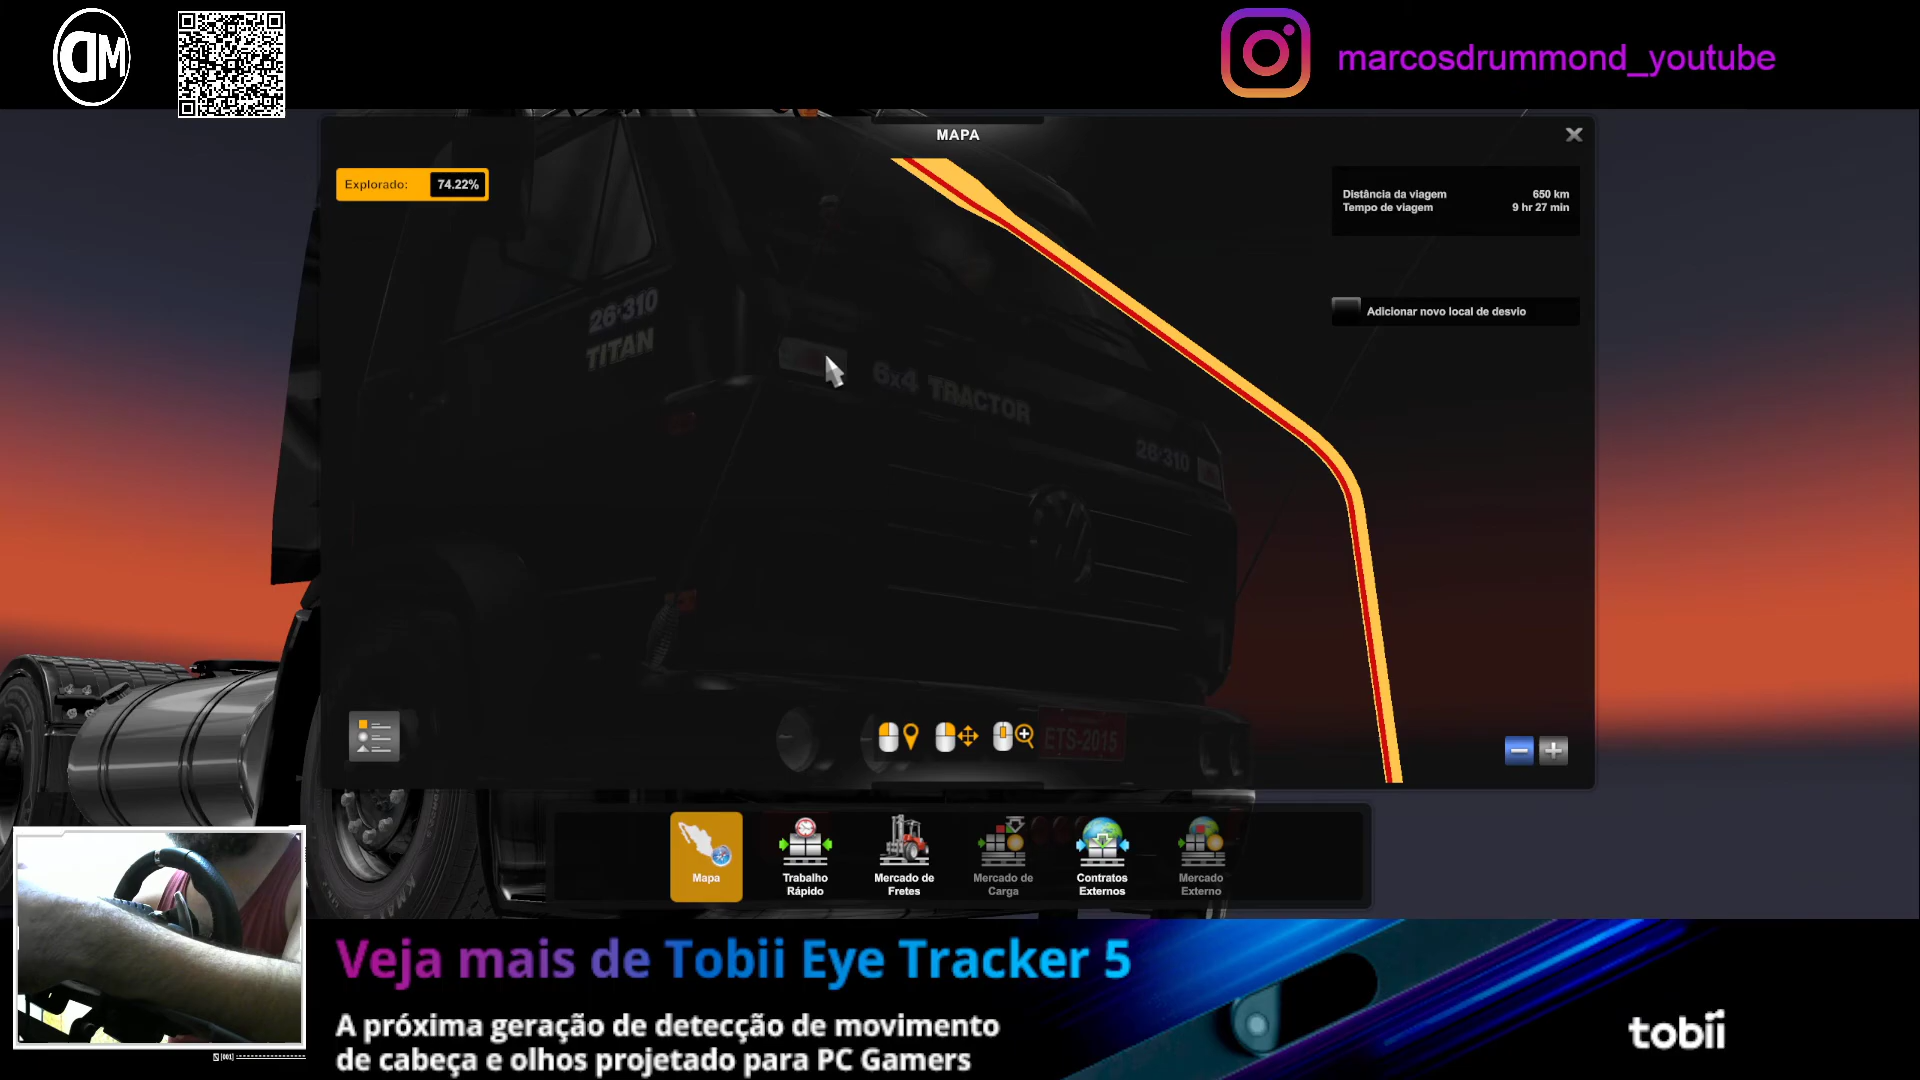 DM
marcosdrummond_youtube
MAPA
Explorado: 74.22%
Distância da viagem 650 km
Tempo de viagem 9 hr 27 min
Adicionar novo local de desvio
26·310
TITAN
6x4 TRACTOR
26·310
ETS-2015
Mapa
Trabalho
Rápido
Mercado de
Fretes
Mercado de
Carga
Contratos
Externos
Mercado
Externo
Veja mais de Tobii Eye Tracker 5
A próxima geração de detecção de movimento
de cabeça e olhos projetado para PC Gamers
tobii